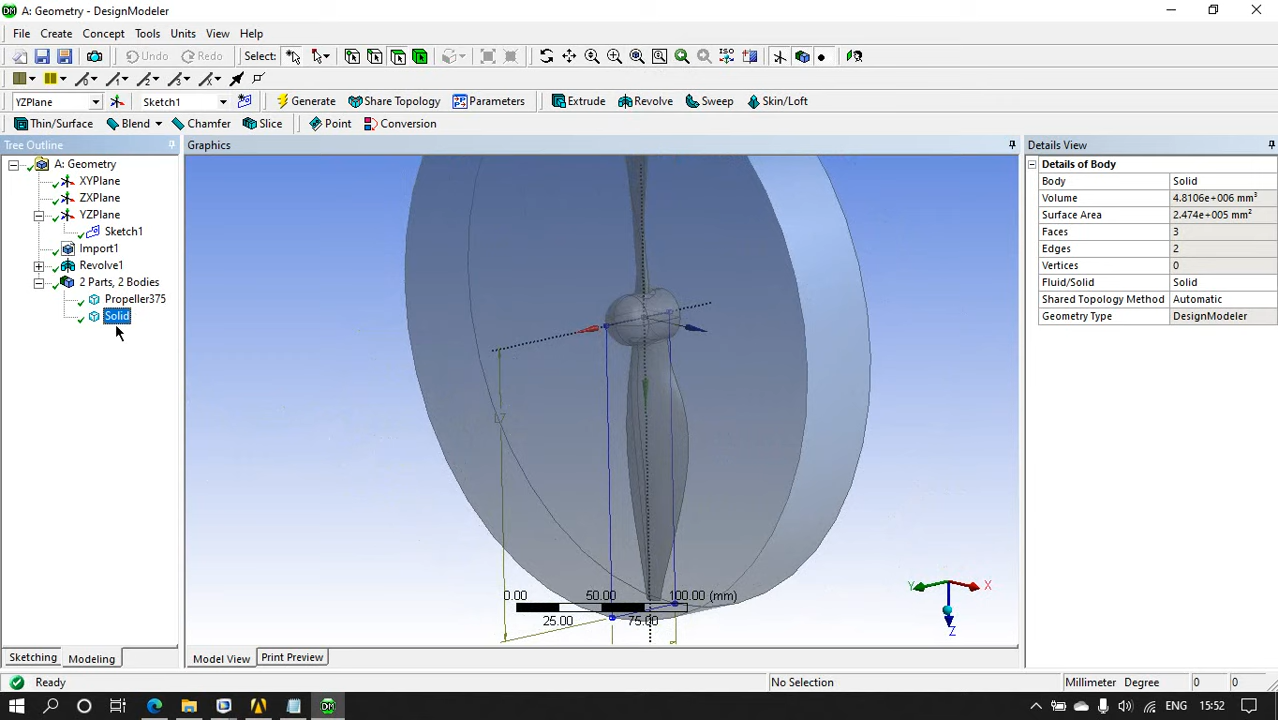 A: Geometry - DesignModeler
File Create Concept Tools Units View Help
Undo Redo Select:
YZPlane Sketch1 Generate Share Topology Parameters Extrude Revolve Sweep Skin/Loft
Thin/Surface Blend Chamfer Slice Point Conversion
Tree Outline
A: Geometry
XYPlane
ZXPlane
YZPlane
Sketch1
Import1
Revolve1
2 Parts, 2 Bodies
Propeller375
Solid
Sketching Modeling
Graphics
0.00 50.00 100.00 (mm)
25.00 75.00
Y X
Z
Model View Print Preview
Details View
Details of Body
Body Solid
Volume 4.8106e+006 mm³
Surface Area 2.474e+005 mm²
Faces 3
Edges 2
Vertices 0
Fluid/Solid Solid
Shared Topology Method Automatic
Geometry Type DesignModeler
Ready No Selection Millimeter Degree 0 0
DM ENG 15:52